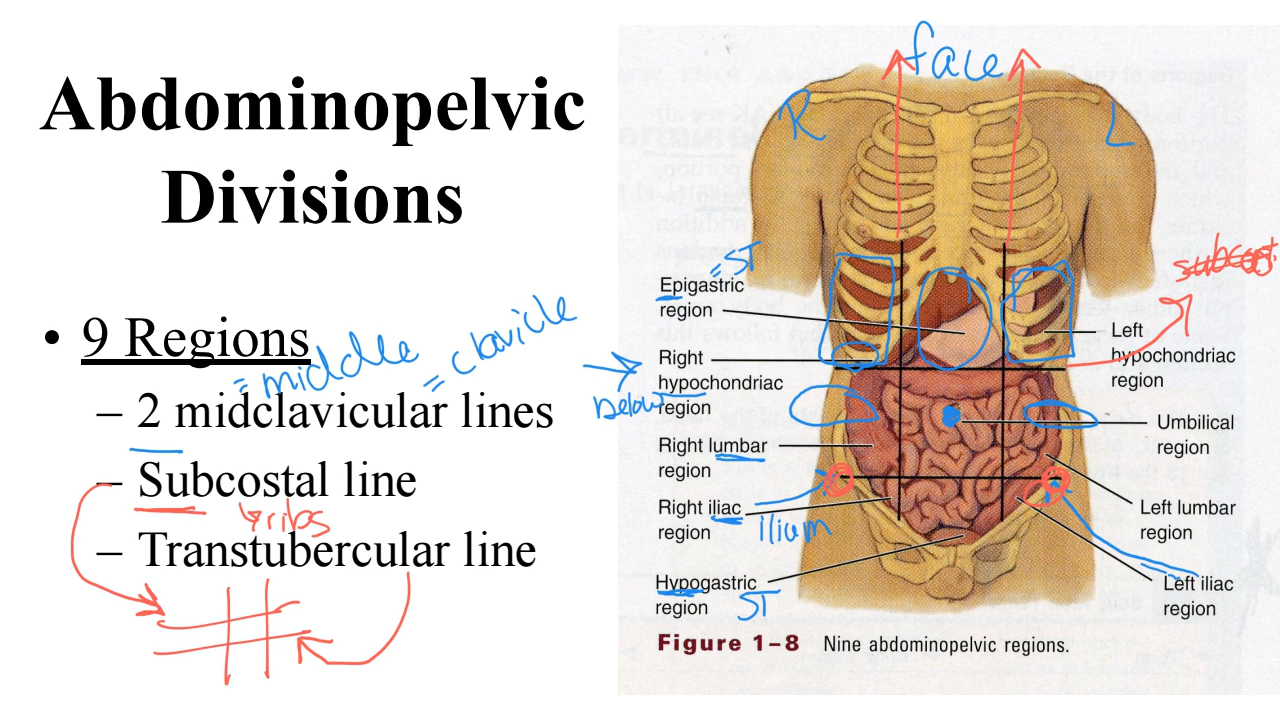 Abdominopelvic
Divisions
• 9 Regions
= middle
= clavicle
– 2 midclavicular lines
– Subcostal line
ribs
– Transtubercular line
face
R
L
= ST
Epigastric
region
Right
hypochondriac
region
below
Right lumbar
region
Right iliac
region
ilium
Hypogastric
region
ST
subcost
Left
hypochondriac
region
Umbilical
region
Left lumbar
region
Left iliac
region
Figure 1–8 Nine abdominopelvic regions.